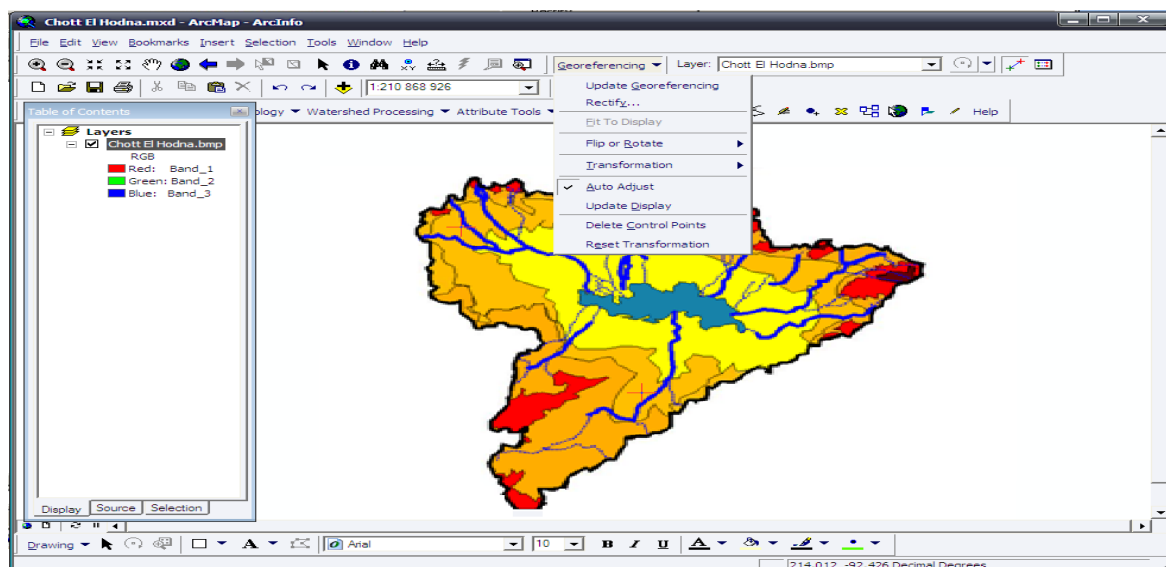 Chott El Hodna.mxd - ArcMap - ArcInfo
File Edit View Bookmarks Insert Selection Tools Window Help
Georeferencing Layer: Chott El Hodna.bmp
1:210 868 926
Update Georeferencing
Rectify...
Fit To Display
Flip or Rotate
Transformation
Auto Adjust
Update Display
Delete Control Points
Reset Transformation
ology Watershed Processing Attribute Tools Help
Table of Contents
Layers
Chott El Hodna.bmp
RGB
Red: Band_1
Green: Band_2
Blue: Band_3
Display Source Selection
Drawing A Arial 10 B I U A
214.012 -92.426 Decimal Degrees